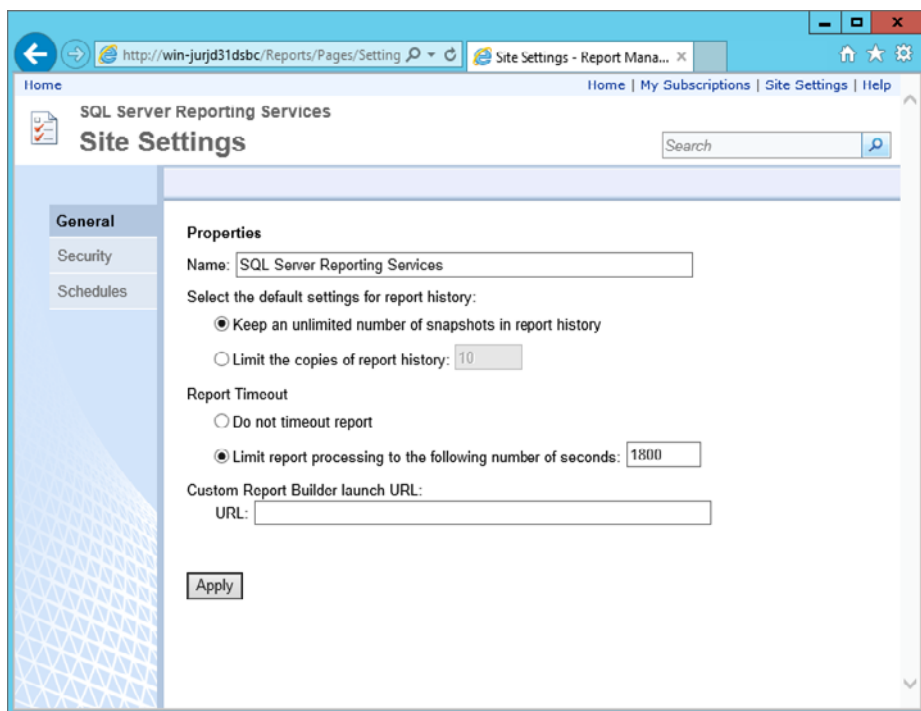 http://win-jurjd31dsbc/Reports/Pages/Setting
Site Settings - Report Mana...
Home
Home | My Subscriptions | Site Settings | Help
SQL Server Reporting Services
Site Settings
Search
General
Security
Schedules
Properties
Name: SQL Server Reporting Services
Select the default settings for report history:
Keep an unlimited number of snapshots in report history
Limit the copies of report history: 10
Report Timeout
Do not timeout report
Limit report processing to the following number of seconds: 1800
Custom Report Builder launch URL:
URL:
Apply